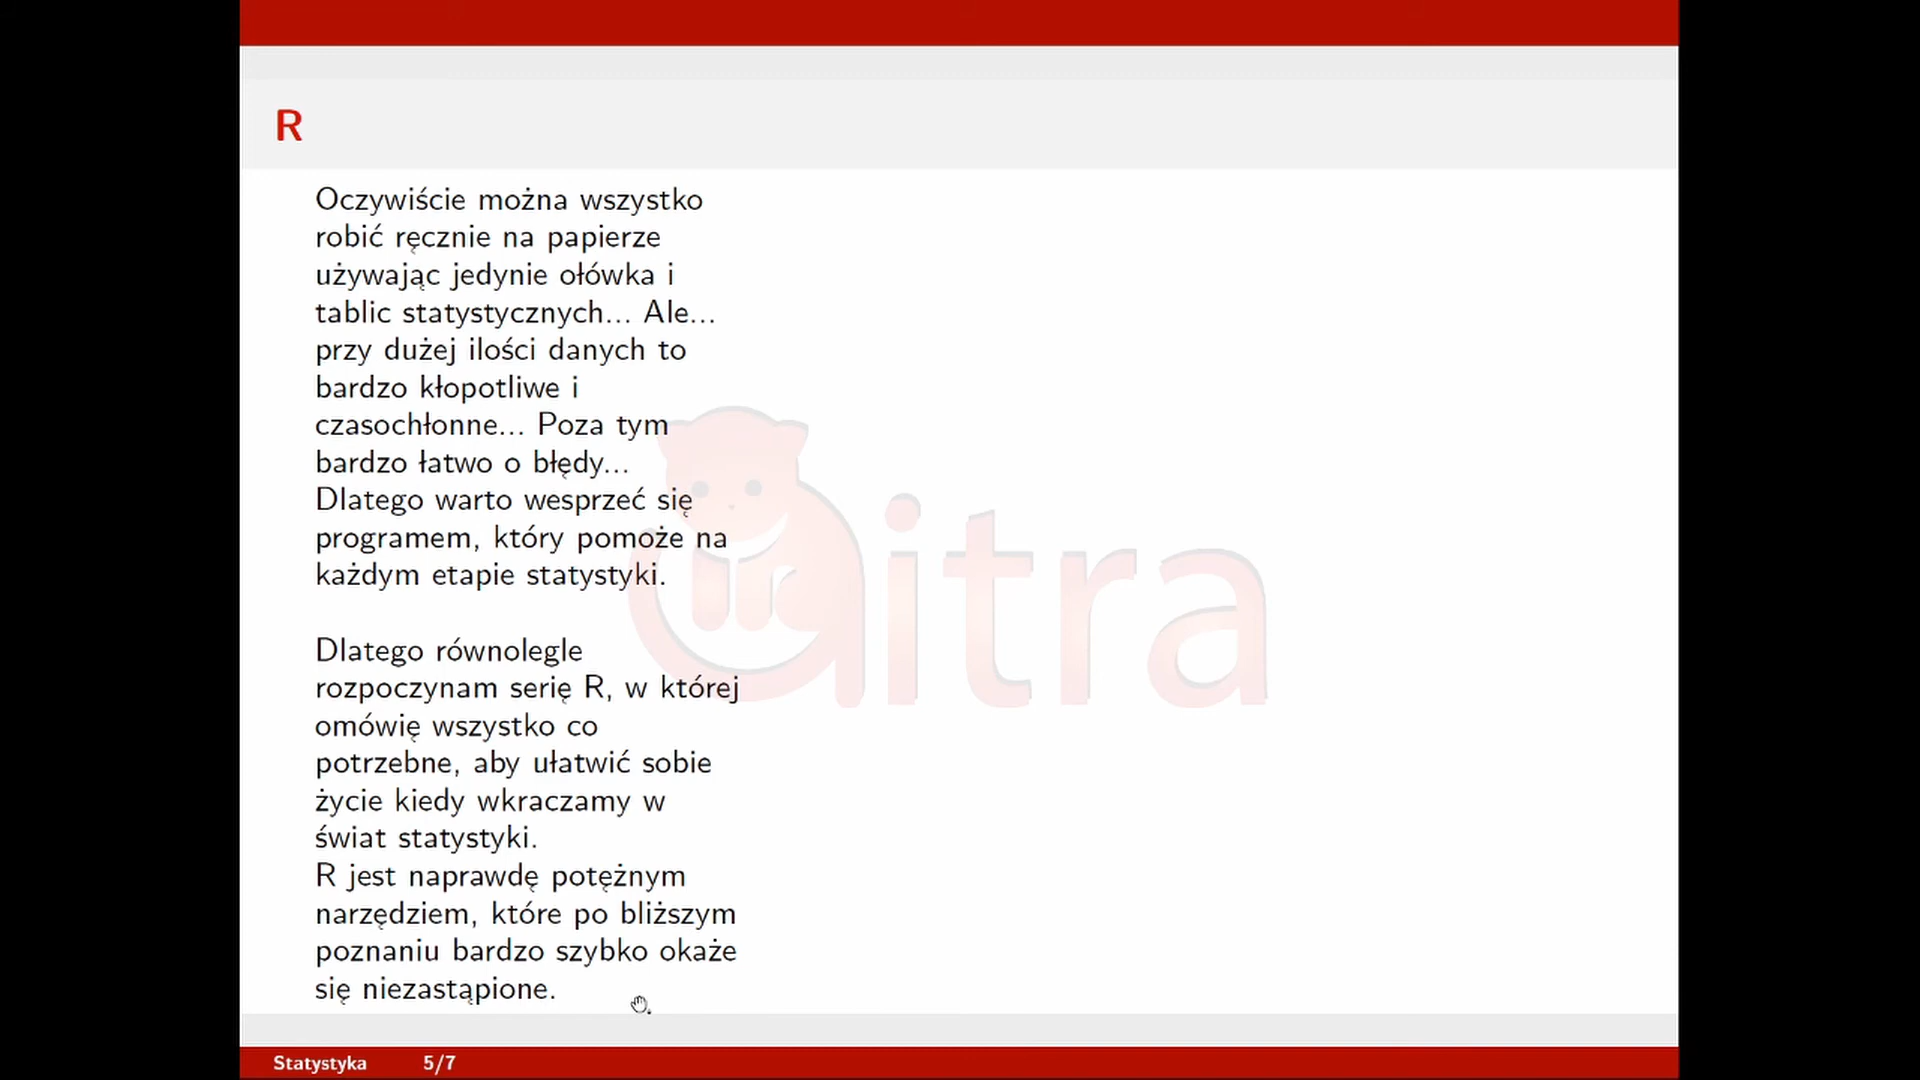 R
Oczywiście można wszystko
robić ręcznie na papierze
używając jedynie ołówka i
tablic statystycznych... Ale...
przy dużej ilości danych to
bardzo kłopotliwe i
czasochłonne... Poza tym
bardzo łatwo o błędy...
Dlatego warto wesprzeć się
programem, który pomoże na
każdym etapie statystyki.
Dlatego równolegle
rozpoczynam serię R, w której
omówię wszystko co
potrzebne, aby ułatwić sobie
życie kiedy wkraczamy w
świat statystyki.
R jest naprawdę potężnym
narzędziem, które po bliższym
poznaniu bardzo szybko okaże
się niezastąpione.
aitra
Statystyka 5/7